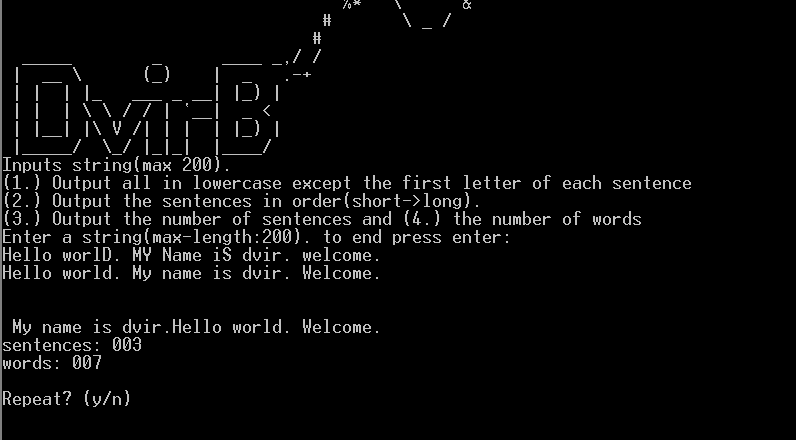 DvirB
Inputs string(max 200).
(1.) Output all in lowercase except the first letter of each sentence
(2.) Output the sentences in order(short->long).
(3.) Output the number of sentences and (4.) the number of words
Enter a string(max-length:200). to end press enter:
Hello worlD. MY Name iS dvir. welcome.
Hello world. My name is dvir. Welcome.
My name is dvir.Hello world. Welcome.
sentences: 003
words: 007
Repeat? (y/n)